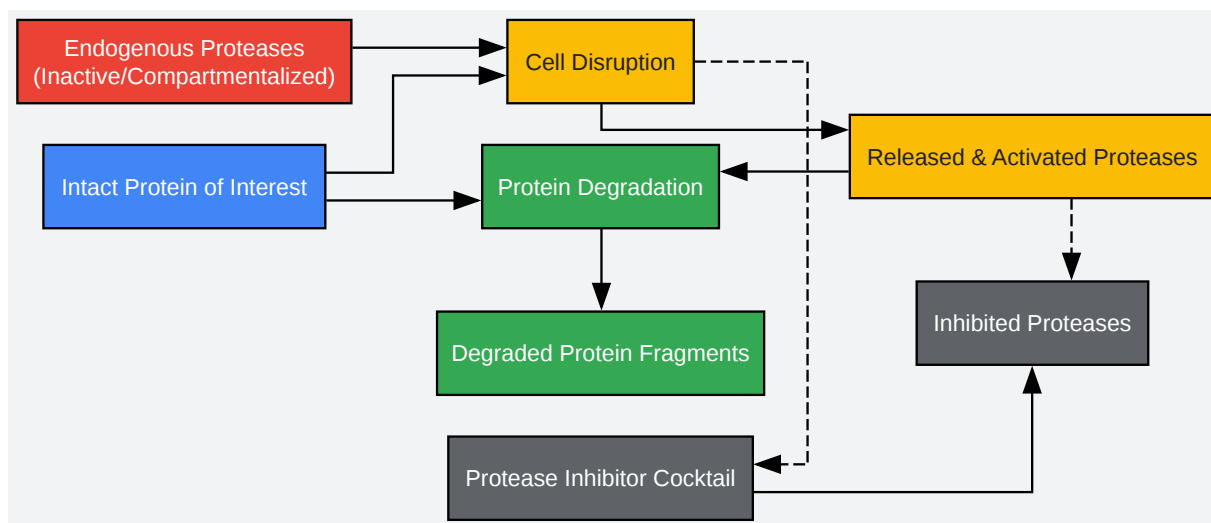 Endogenous Proteases
(Inactive/Compartmentalized)
Cell Disruption
Intact Protein of Interest
Protein Degradation
Released & Activated Proteases
Degraded Protein Fragments
Inhibited Proteases
Protease Inhibitor Cocktail